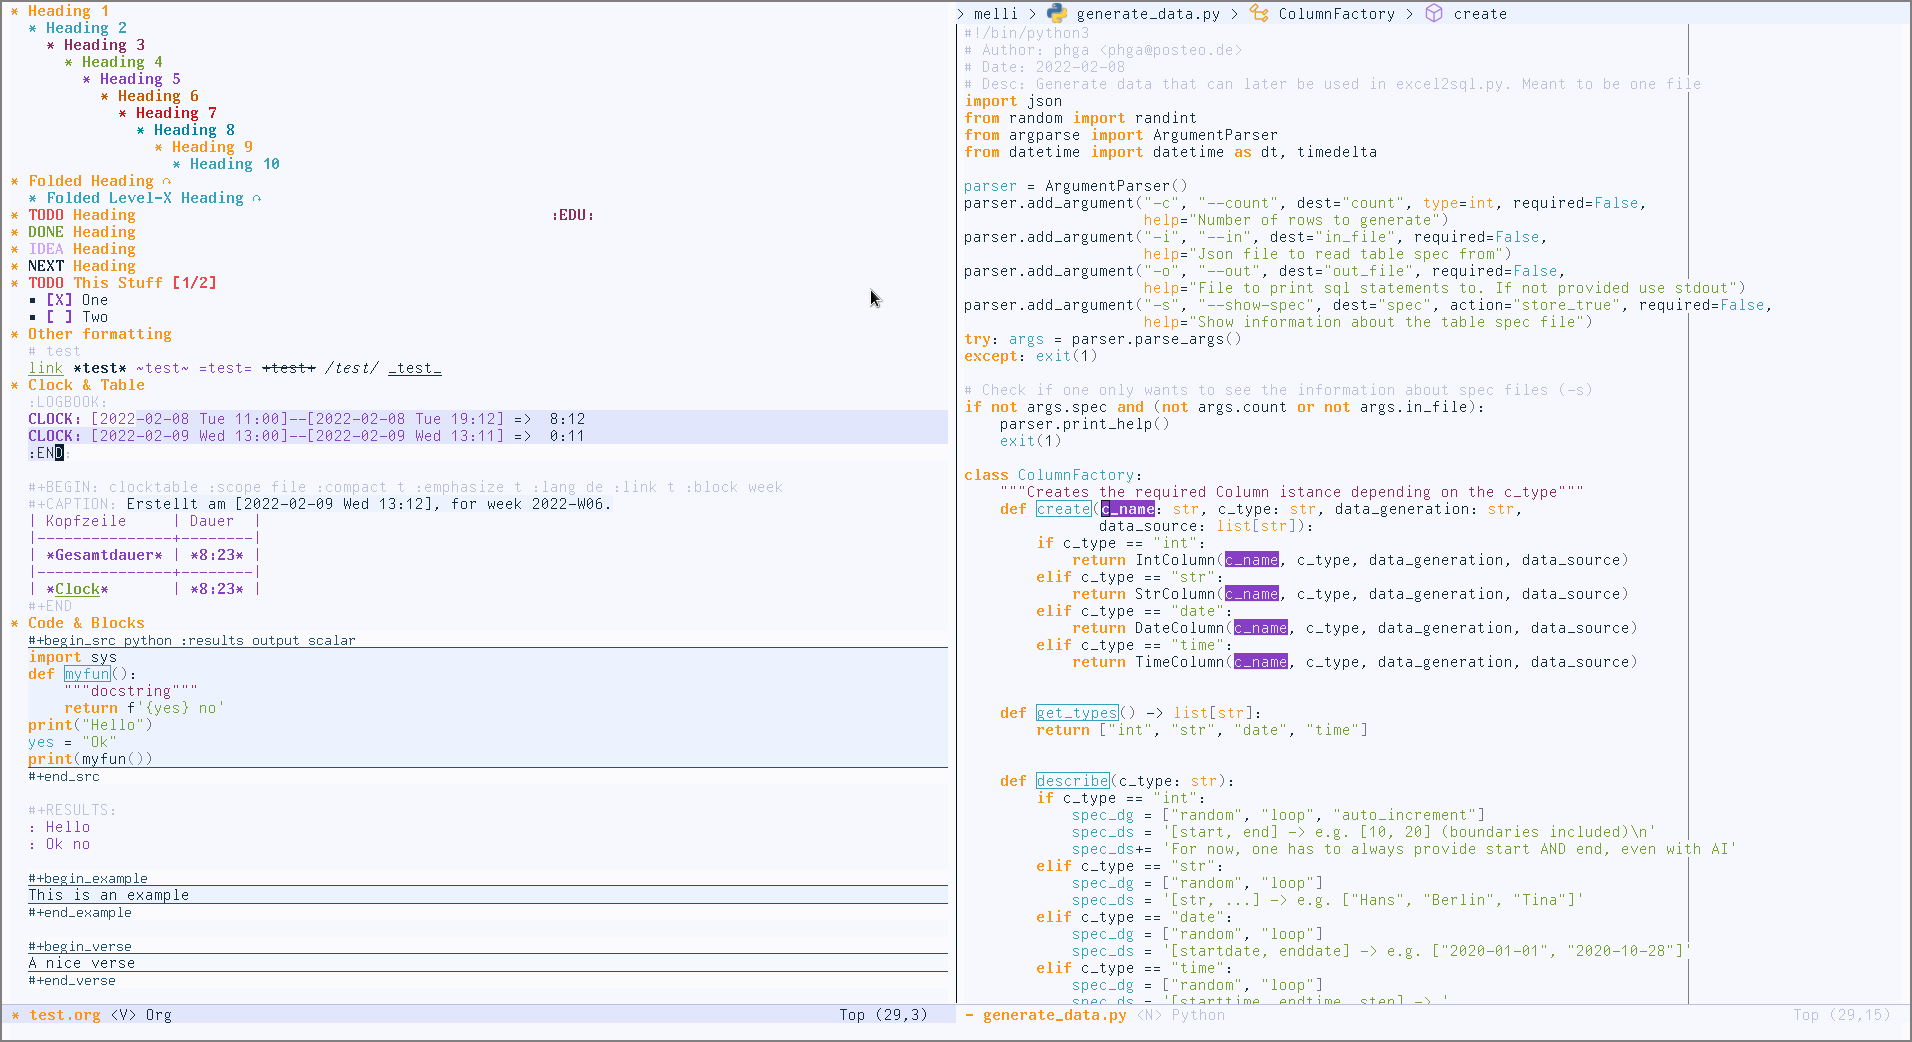 * Heading 1
* Heading 2
* Heading 3
* Heading 4
* Heading 5
* Heading 6
* Heading 7
* Heading 8
* Heading 9
* Heading 10
* Folded Heading
* Folded Level-X Heading
* TODO Heading :EDU:
* DONE Heading
* IDEA Heading
* NEXT Heading
* TODO This Stuff [1/2]
▪ [X] One
▪ [ ] Two
* Other formatting
# test
link *test* ~test~ =test= +test+ /test/ _test_
* Clock & Table
:LOGBOOK:
CLOCK: [2022-02-08 Tue 11:00]--[2022-02-08 Tue 19:12] =>  8:12
CLOCK: [2022-02-09 Wed 13:00]--[2022-02-09 Wed 13:11] =>  0:11
:END:
#+BEGIN: clocktable :scope file :compact t :emphasize t :lang de :link t :block week
#+CAPTION: Erstellt am [2022-02-09 Wed 13:12], for week 2022-W06.
| Kopfzeile     | Dauer  |
|---------------+--------|
| *Gesamtdauer* | *8:23* |
|---------------+--------|
| *Clock*       | *8:23* |
#+END
* Code & Blocks
#+begin_src python :results output scalar
import sys
def myfun():
    """docstring"""
    return f'{yes} no'
print("Hello")
yes = "Ok"
print(myfun())
#+end_src
#+RESULTS:
: Hello
: Ok no
#+begin_example
This is an example
#+end_example
#+begin_verse
A nice verse
#+end_verse
* test.org <V> Org Top (29,3)
> melli > generate_data.py > ColumnFactory > create
#!/bin/python3
# Author: phga <phga@posteo.de>
# Date: 2022-02-08
# Desc: Generate data that can later be used in excel2sql.py. Meant to be one file
import json
from random import randint
from argparse import ArgumentParser
from datetime import datetime as dt, timedelta
parser = ArgumentParser()
parser.add_argument("-c", "--count", dest="count", type=int, required=False,
                    help="Number of rows to generate")
parser.add_argument("-i", "--in", dest="in_file", required=False,
                    help="Json file to read table spec from")
parser.add_argument("-o", "--out", dest="out_file", required=False,
                    help="File to print sql statements to. If not provided use stdout")
parser.add_argument("-s", "--show-spec", dest="spec", action="store_true", required=False,
                    help="Show information about the table spec file")
try: args = parser.parse_args()
except: exit(1)
# Check if one only wants to see the information about spec files (-s)
if not args.spec and (not args.count or not args.in_file):
    parser.print_help()
    exit(1)
class ColumnFactory:
    """Creates the required Column istance depending on the c_type"""
    def create(c_name: str, c_type: str, data_generation: str,
               data_source: list[str]):
        if c_type == "int":
            return IntColumn(c_name, c_type, data_generation, data_source)
        elif c_type == "str":
            return StrColumn(c_name, c_type, data_generation, data_source)
        elif c_type == "date":
            return DateColumn(c_name, c_type, data_generation, data_source)
        elif c_type == "time":
            return TimeColumn(c_name, c_type, data_generation, data_source)
    def get_types() -> list[str]:
        return ["int", "str", "date", "time"]
    def describe(c_type: str):
        if c_type == "int":
            spec_dg = ["random", "loop", "auto_increment"]
            spec_ds = '[start, end] -> e.g. [10, 20] (boundaries included)\n'
            spec_ds+= 'For now, one has to always provide start AND end, even with AI'
        elif c_type == "str":
            spec_dg = ["random", "loop"]
            spec_ds = '[str, ...] -> e.g. ["Hans", "Berlin", "Tina"]'
        elif c_type == "date":
            spec_dg = ["random", "loop"]
            spec_ds = '[startdate, enddate] -> e.g. ["2020-01-01", "2020-10-28"]'
        elif c_type == "time":
            spec_dg = ["random", "loop"]
            spec_ds = '[starttime, endtime, step] -> '
- generate_data.py <N> Python Top (29,15)